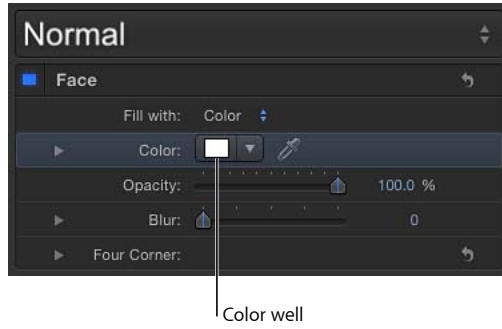 Normal
Face
Fill with: Color
Color:
Opacity: 100.0 %
Blur: 0
Four Corner:
Color well